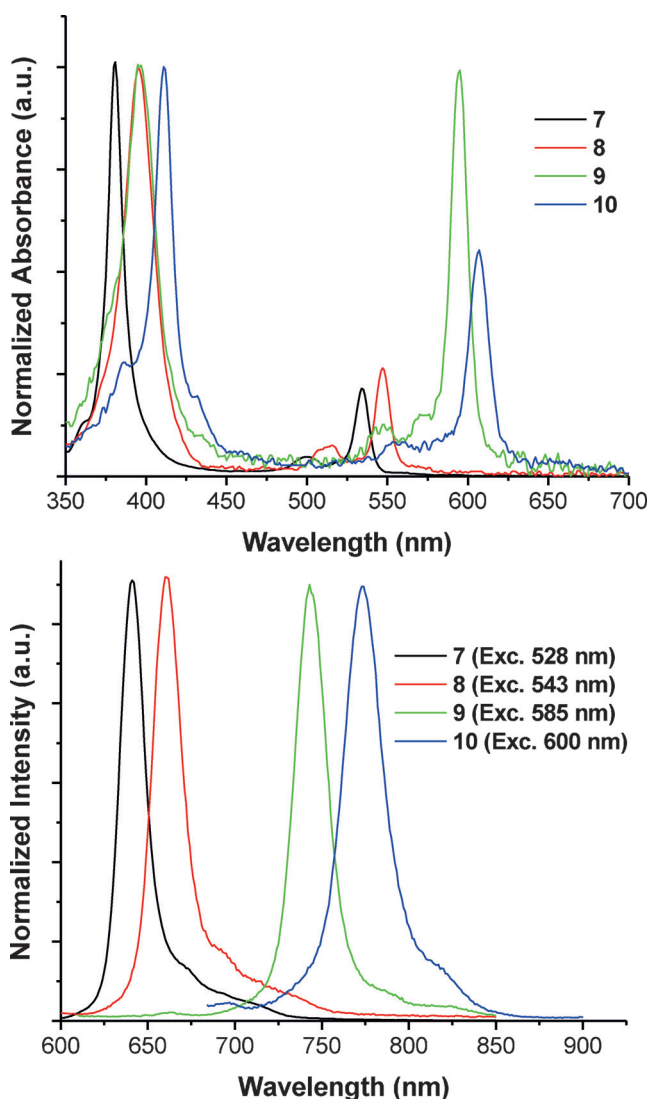 Normalized Absorbance (a.u.)
7
8
9
10
350 400 450 500 550 600 650 700
Wavelength (nm)
Normalized Intensity (a.u.)
7 (Exc. 528 nm)
8 (Exc. 543 nm)
9 (Exc. 585 nm)
10 (Exc. 600 nm)
600 650 700 750 800 850 900
Wavelength (nm)